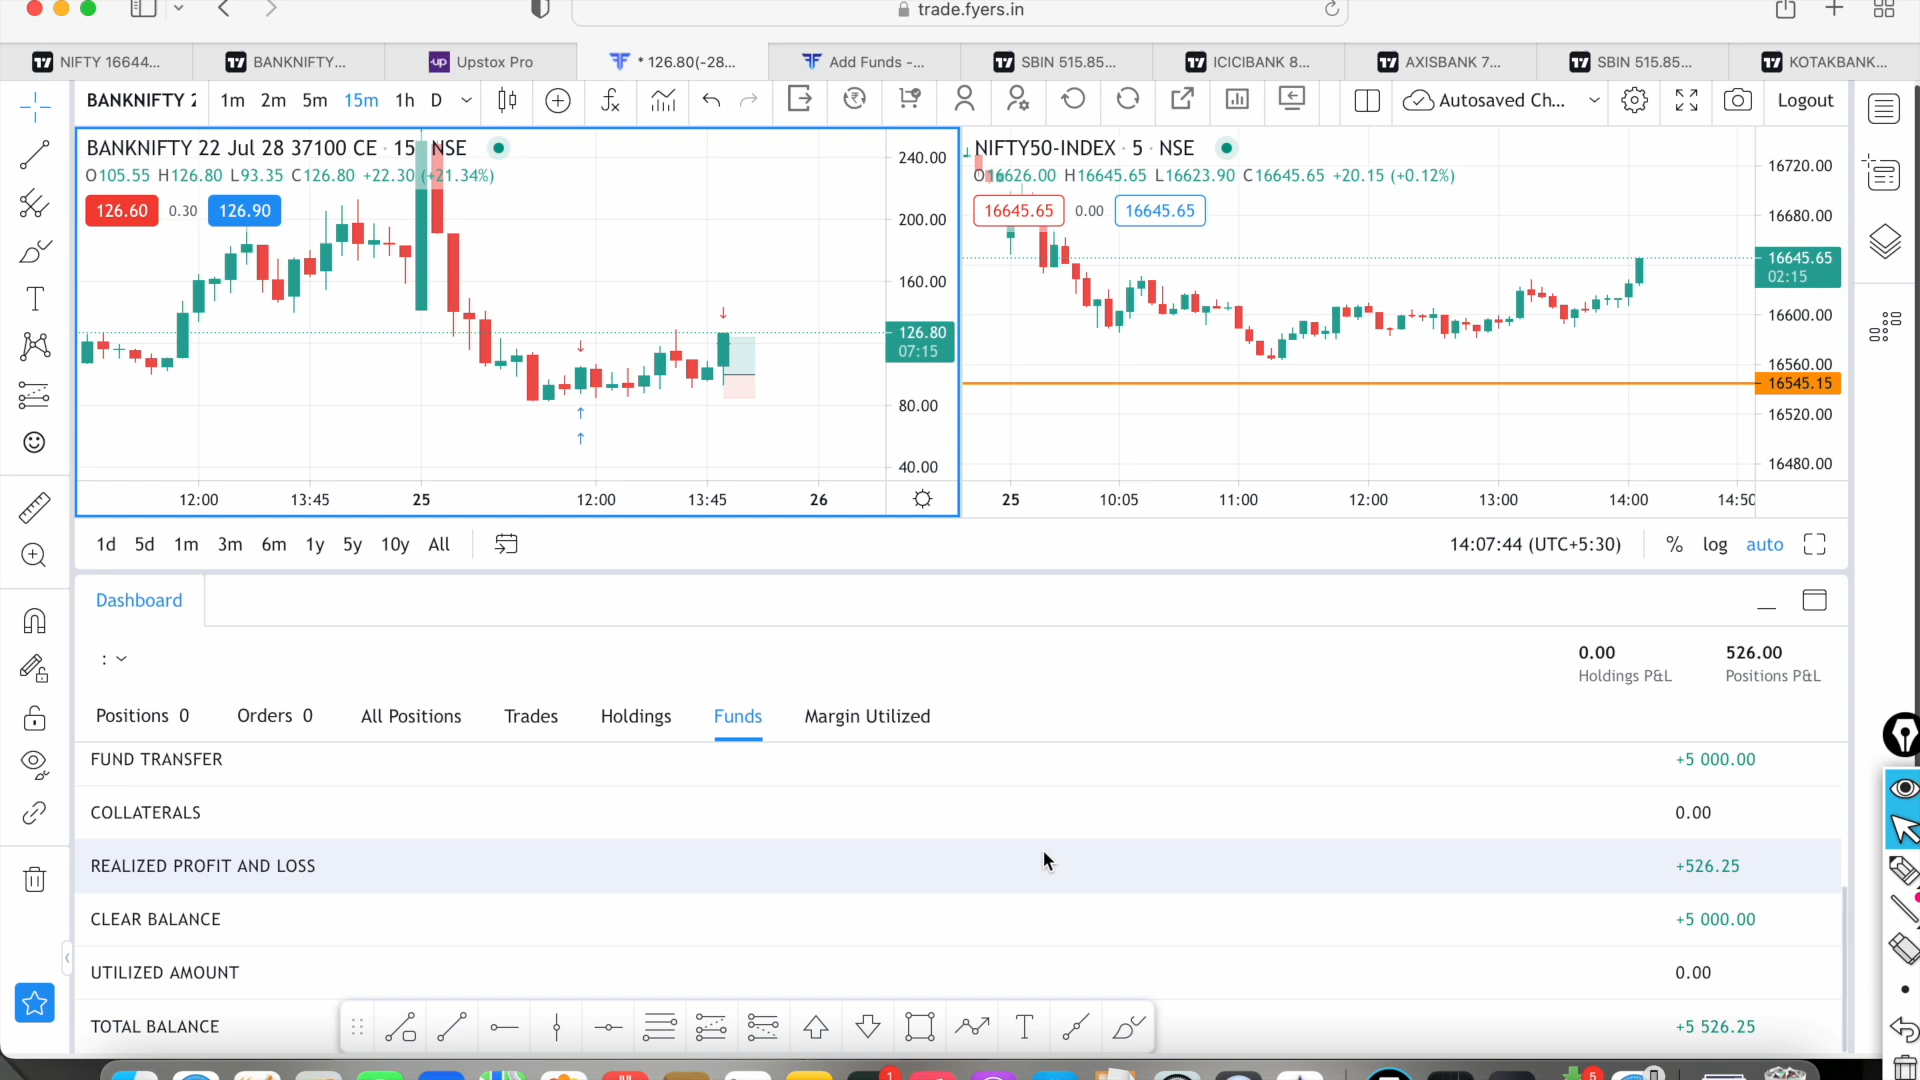 trade.fyers.in
NIFTY 16644...
BANKNIFTY...
up Upstox Pro
* 126.80(-28...
Add Funds -...
SBIN 515.85...
ICICIBANK 8...
AXISBANK 7...
SBIN 515.85...
KOTAKBANK...
BANKNIFTY 2 1m 2m 5m 15m 1h D
Autosaved Ch...
Logout
BANKNIFTY 22 Jul 28 37100 CE · 15 · NSE
O105.55 H126.80 L93.35 C126.80 +22.30 (+21.34%)
126.60 0.30 126.90
240.00
200.00
160.00
126.80
07:15
80.00
40.00
12:00 13:45 25 12:00 13:45 26
NIFTY50-INDEX · 5 · NSE
O16626.00 H16645.65 L16623.90 C16645.65 +20.15 (+0.12%)
16645.65 0.00 16645.65
16720.00
16680.00
16645.65
02:15
16600.00
16560.00
16545.15
16520.00
16480.00
25 10:05 11:00 12:00 13:00 14:00 14:50
1d 5d 1m 3m 6m 1y 5y 10y All
14:07:44 (UTC+5:30) % log auto
Dashboard
:
0.00 526.00
Holdings P&L Positions P&L
Positions 0 Orders 0 All Positions Trades Holdings Funds Margin Utilized
FUND TRANSFER +5 000.00
COLLATERALS 0.00
REALIZED PROFIT AND LOSS +526.25
CLEAR BALANCE +5 000.00
UTILIZED AMOUNT 0.00
TOTAL BALANCE +5 526.25
1
5